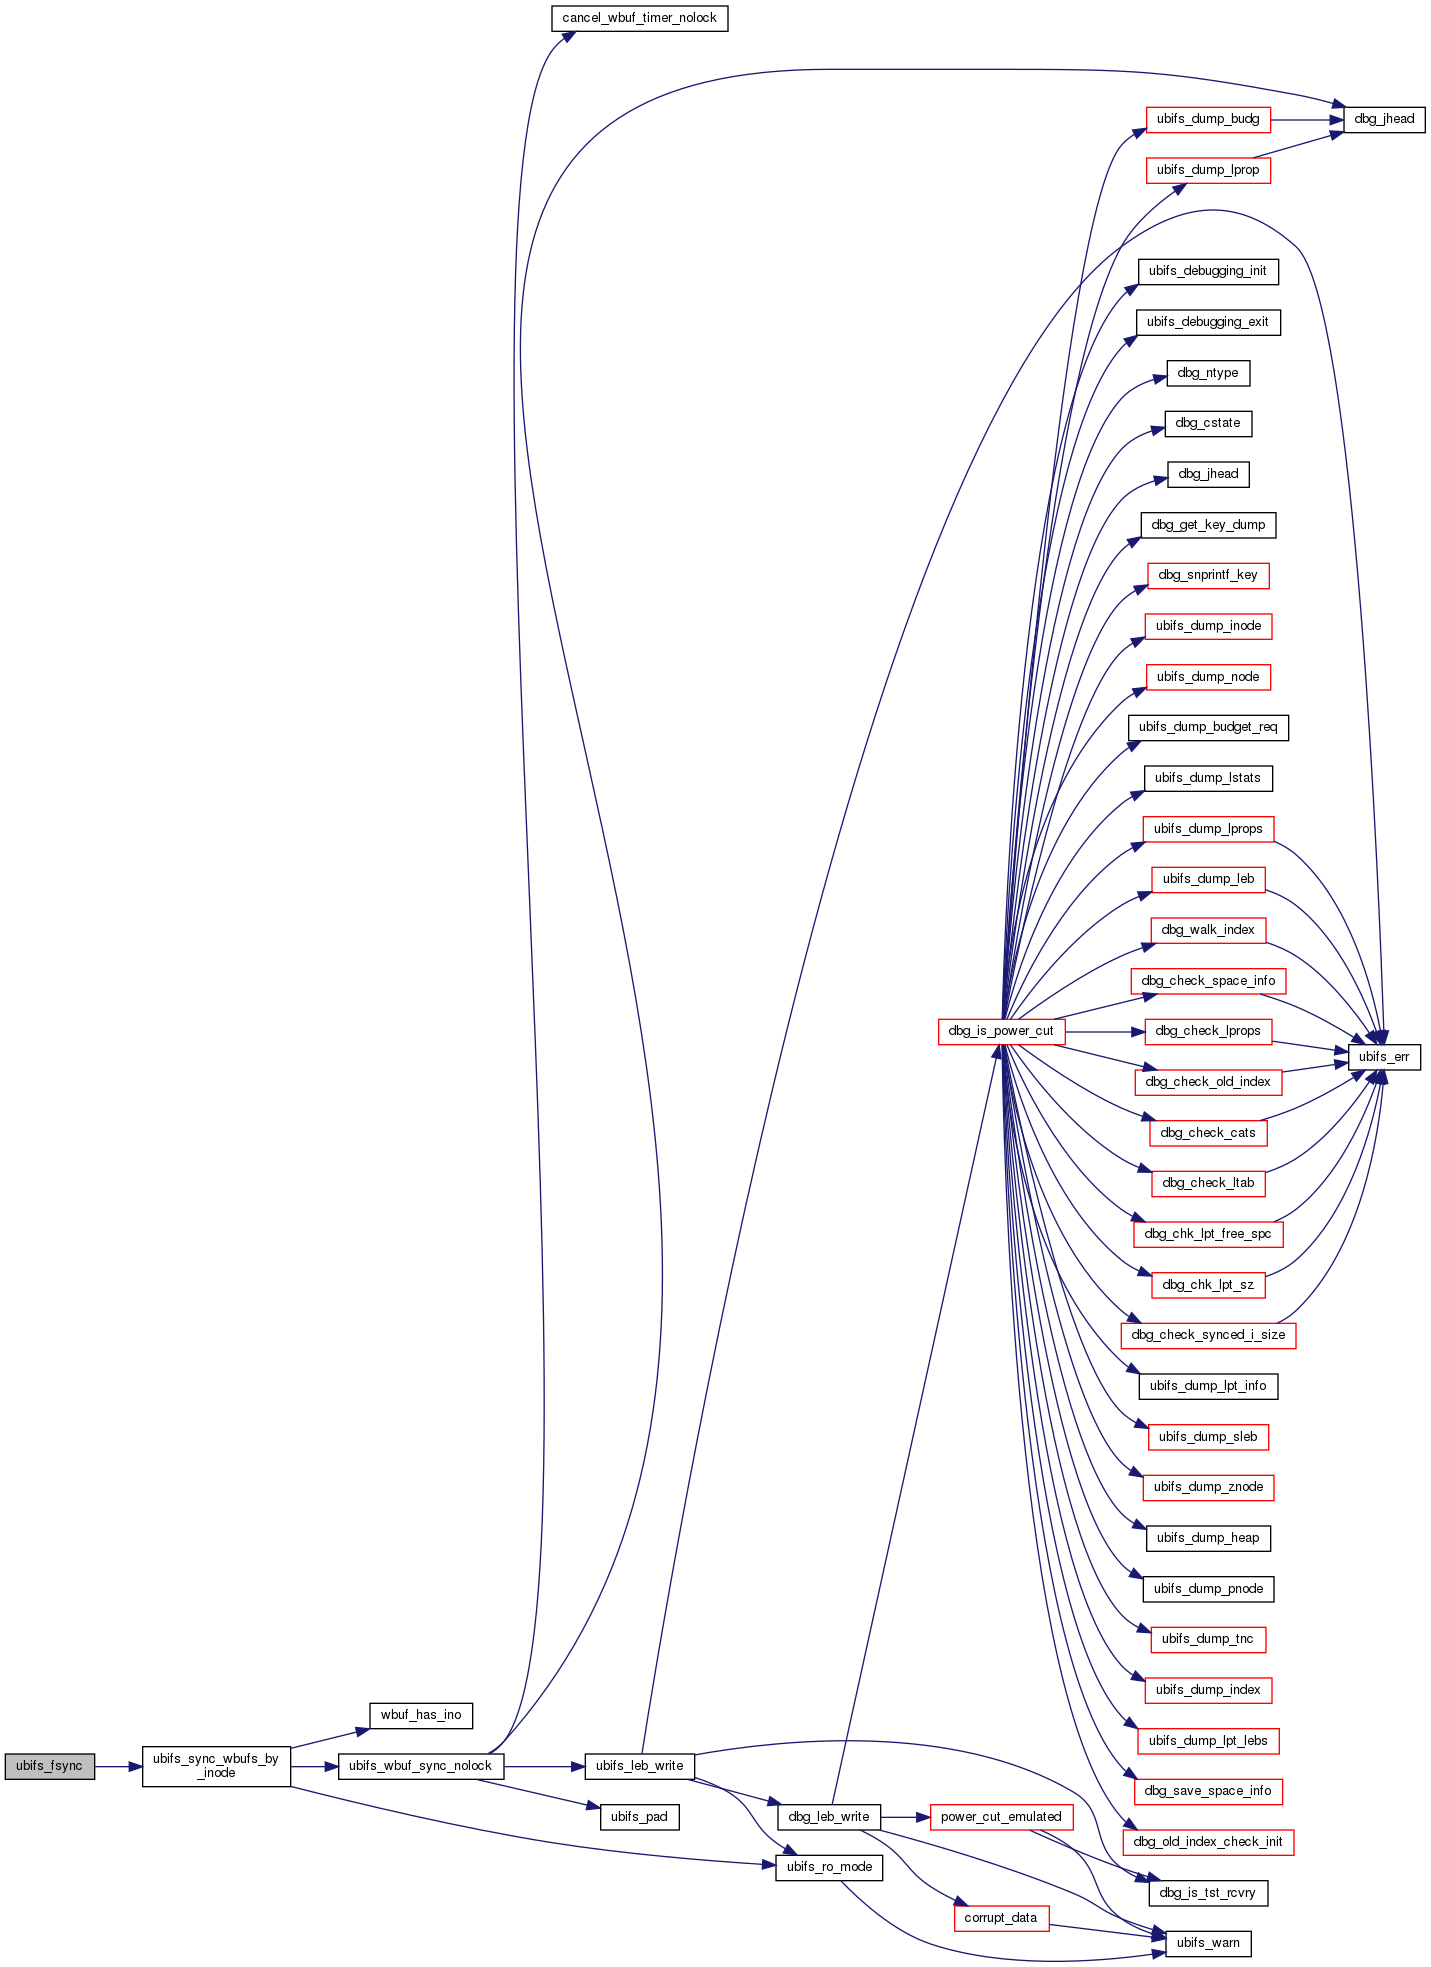 cancel_wbuf_timer_nolock
ubifs_dump_budg
dbg_jhead
ubifs_dump_lprop
ubifs_debugging_init
ubifs_debugging_exit
dbg_ntype
dbg_cstate
dbg_jhead
dbg_get_key_dump
dbg_snprintf_key
ubifs_dump_inode
ubifs_dump_node
ubifs_dump_budget_req
ubifs_dump_lstats
ubifs_dump_lprops
ubifs_dump_leb
dbg_walk_index
dbg_check_space_info
dbg_is_power_cut
dbg_check_lprops
ubifs_err
dbg_check_old_index
dbg_check_cats
dbg_check_ltab
dbg_chk_lpt_free_spc
dbg_chk_lpt_sz
dbg_check_synced_i_size
ubifs_dump_lpt_info
ubifs_dump_sleb
ubifs_dump_znode
ubifs_dump_heap
ubifs_dump_pnode
ubifs_dump_tnc
ubifs_dump_index
wbuf_has_ino
ubifs_dump_lpt_lebs
ubifs_fsync
ubifs_sync_wbufs_by
_inode
ubifs_wbuf_sync_nolock
ubifs_leb_write
dbg_save_space_info
ubifs_pad
dbg_leb_write
power_cut_emulated
dbg_old_index_check_init
ubifs_ro_mode
dbg_is_tst_rcvry
corrupt_data
ubifs_warn